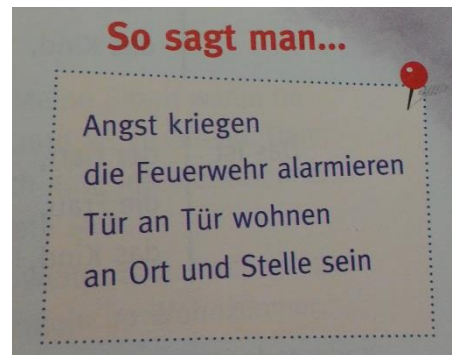 So sagt man...
Angst kriegen
die Feuerwehr alarmieren
Tür an Tür wohnen
an Ort und Stelle sein